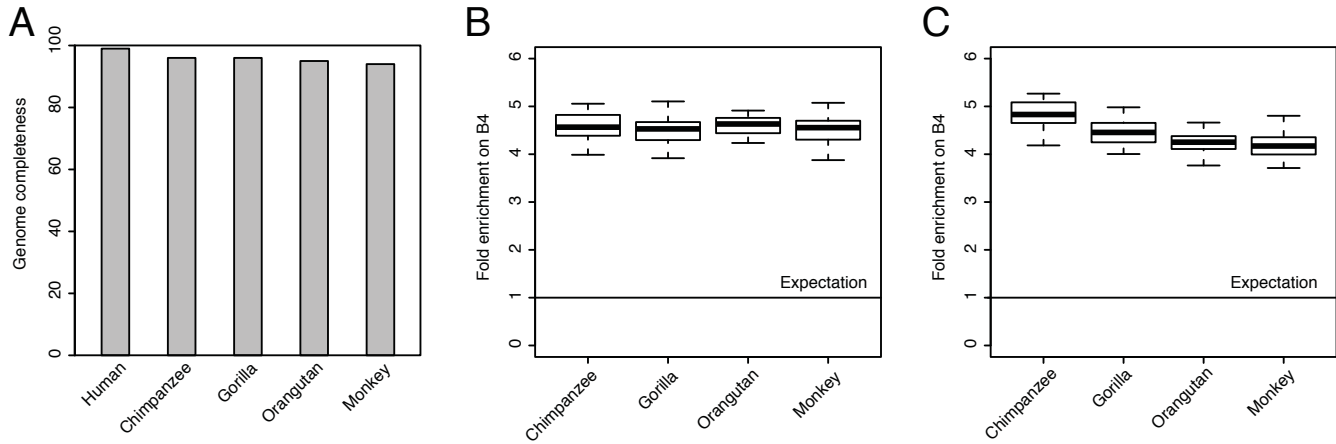 A
Genome completeness
100
80
60
40
20
0
Human
Chimpanzee
Gorilla
Orangutan
Monkey
B
Fold enrichment on B4
6
5
4
3
2
1
0
Expectation
Chimpanzee
Gorilla
Orangutan
Monkey
C
Fold enrichment on B4
6
5
4
3
2
1
0
Expectation
Chimpanzee
Gorilla
Orangutan
Monkey